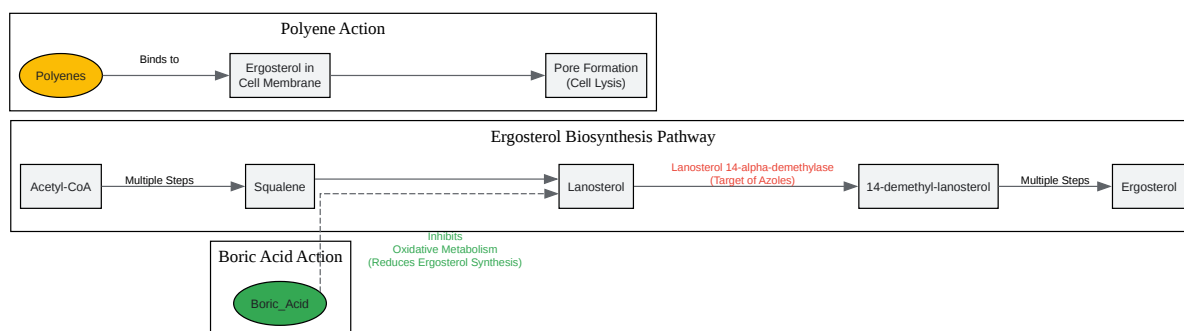 Polyene Action
Polyenes
Binds to
Ergosterol in
Cell Membrane
Pore Formation
(Cell Lysis)
Ergosterol Biosynthesis Pathway
Acetyl-CoA
Multiple Steps
Squalene
Lanosterol
Lanosterol 14-alpha-demethylase
(Target of Azoles)
14-demethyl-lanosterol
Multiple Steps
Ergosterol
Inhibits
Oxidative Metabolism
(Reduces Ergosterol Synthesis)
Boric Acid Action
Boric_Acid